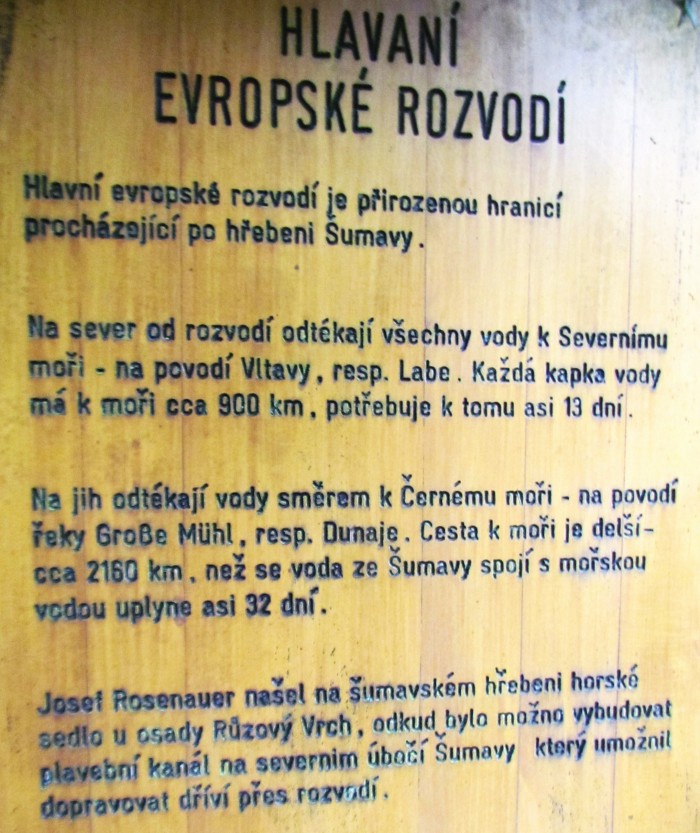 HLAVANÍ
EVROPSKÉ ROZVODÍ
Hlavní evropské rozvodí je přirozenou hranicí
procházející po hřebeni Šumavy.
Na sever od rozvodí odtékají všechny vody k Severnímu
moři - na povodí Vltavy, resp. Labe. Každá kapka vody
má k moři cca 900 km, potřebuje k tomu asi 13 dní.
Na jih odtékají vody směrem k Černému moři - na povodí
řeky Große Mühl, resp. Dunaje. Cesta k moři je delší-
cca 2160 km, než se voda ze Šumavy spojí s mořskou
vodou uplyne asi 32 dní.
Josef Rosenauer našel na šumavském hřebeni horské
sedlo u osady Růzový Vrch, odkud bylo možno vybudovat
plavební kanál na severnim úbočí Šumavy který umožnil
dopravovat dříví přes rozvodí.